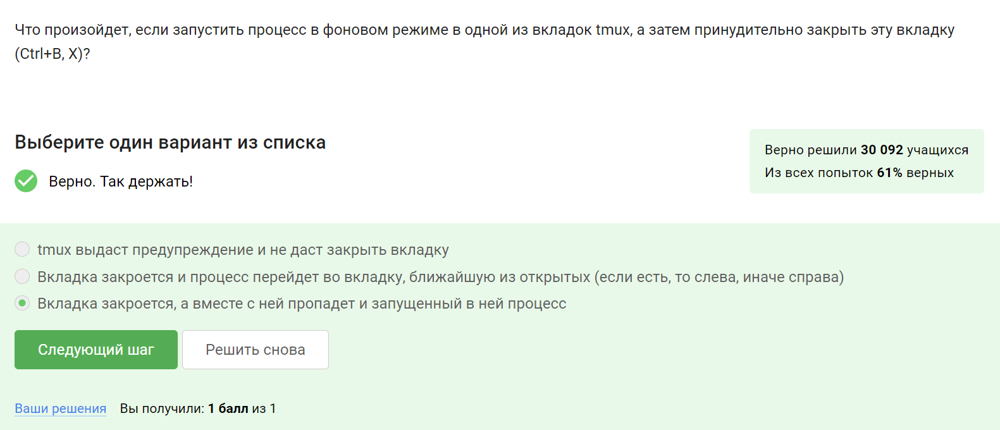 Что произойдет, если запустить процесс в фоновом режиме в одной из вкладок tmux, а затем принудительно закрыть эту вкладку
(Ctrl+B, X)?
Выберите один вариант из списка
Верно. Так держать!
Верно решили 30 092 учащихся
Из всех попыток 61% верных
tmux выдаст предупреждение и не даст закрыть вкладку
Вкладка закроется и процесс перейдет во вкладку, ближайшую из открытых (если есть, то слева, иначе справа)
Вкладка закроется, а вместе с ней пропадет и запущенный в ней процесс
Следующий шаг
Решить снова
Ваши решения Вы получили: 1 балл из 1